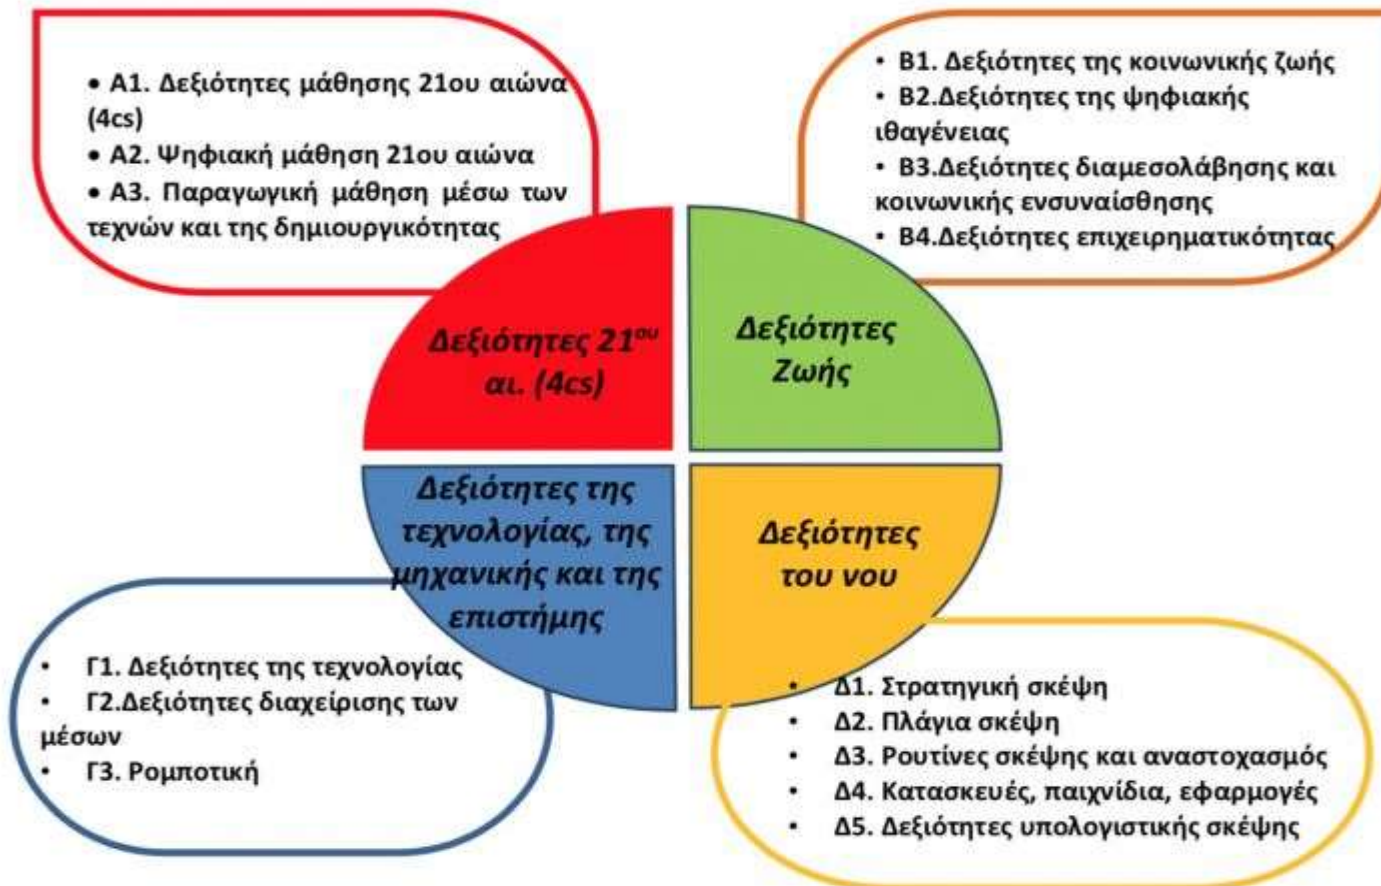 • Α1. Δεξιότητες μάθησης 21ου αιώνα
(4cs)
• Α2. Ψηφιακή μάθηση 21ου αιώνα
• Α3. Παραγωγική μάθηση μέσω των
τεχνών και της δημιουργικότητας
• Β1. Δεξιότητες της κοινωνικής ζωής
• Β2.Δεξιότητες της ψηφιακής
ιθαγένειας
• Β3.Δεξιότητες διαμεσολάβησης και
κοινωνικής ενσυναίσθησης
• Β4.Δεξιότητες επιχειρηματικότητας
Δεξιότητες 21ου
αι. (4cs)
Δεξιότητες
Ζωής
Δεξιότητες της
τεχνολογίας, της
μηχανικής και της
επιστήμης
Δεξιότητες
του νου
• Γ1. Δεξιότητες της τεχνολογίας
• Γ2.Δεξιότητες διαχείρισης των
μέσων
• Γ3. Ρομποτική
• Δ1. Στρατηγική σκέψη
• Δ2. Πλάγια σκέψη
• Δ3. Ρουτίνες σκέψης και αναστοχασμός
• Δ4. Κατασκευές, παιχνίδια, εφαρμογές
• Δ5. Δεξιότητες υπολογιστικής σκέψης